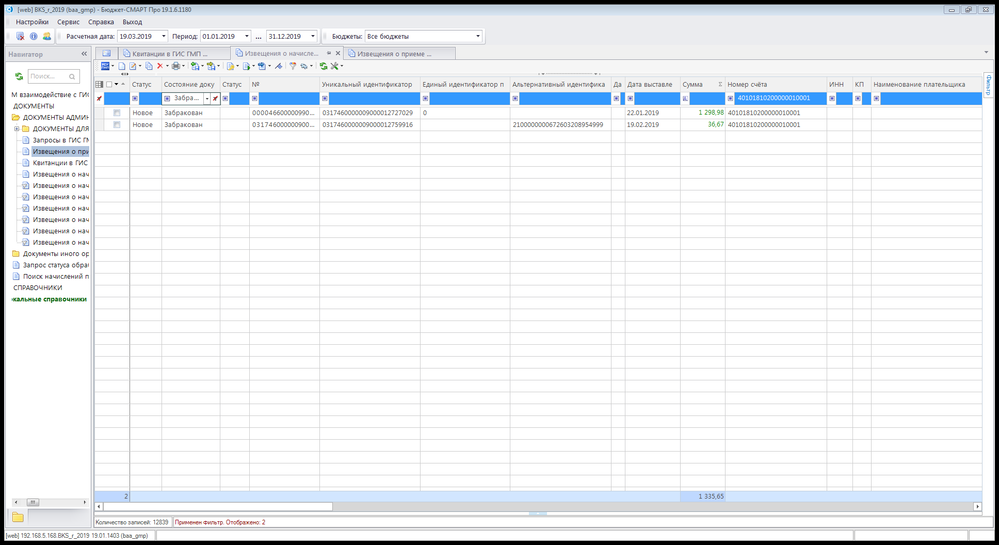 [web] BKS_r_2019 (baa_gmp) - Бюджет-СМАРТ Про 19.1.6.1180
Настройки Сервис Справка Выход
Расчетная дата: 19.03.2019 Период: 01.01.2019 ... 31.12.2019 Бюджеты: Все бюджеты
Навигатор
Поиск...
М взаимодействие с ГИС
ДОКУМЕНТЫ
ДОКУМЕНТЫ АДМИН
ДОКУМЕНТЫ ДЛЯ
Запросы в ГИС ГМ
Извещения о при
Квитанции в ГИС
Извещения о нач
Извещения о нач
Извещения о нач
Извещения о нач
Извещения о нач
Извещения о нач
Извещения о нач
Документы иного ор
Запрос статуса обра
Поиск начислений п
СПРАВОЧНИКИ
кальные справочники
Квитанции в ГИС ГМП ... Извещения о начисле... Извещения о приеме ...
РЕУ ГМП
Статус Состояние доку Статус № Уникальный идентификатор Единый идентификатор п Альтернативный идентифика Да Дата выставле Сумма Σ Номер счёта ИНН КП Наименование плательщика
Забра... 40101810200000010001
Новое Забракован 000046600000990... 0317460000009000012727029 0 22.01.2019 1 298,98 40101810200000010001
Новое Забракован 031746000000900... 0317460000009000012759916 2100000000672603208954999 19.02.2019 36,67 40101810200000010001
2 1 335,65
Фильтр
Количество записей: 12839 Применен фильтр. Отображено: 2
[web] 192.168.5.168.BKS_r_2019 19.01.1403 (baa_gmp)